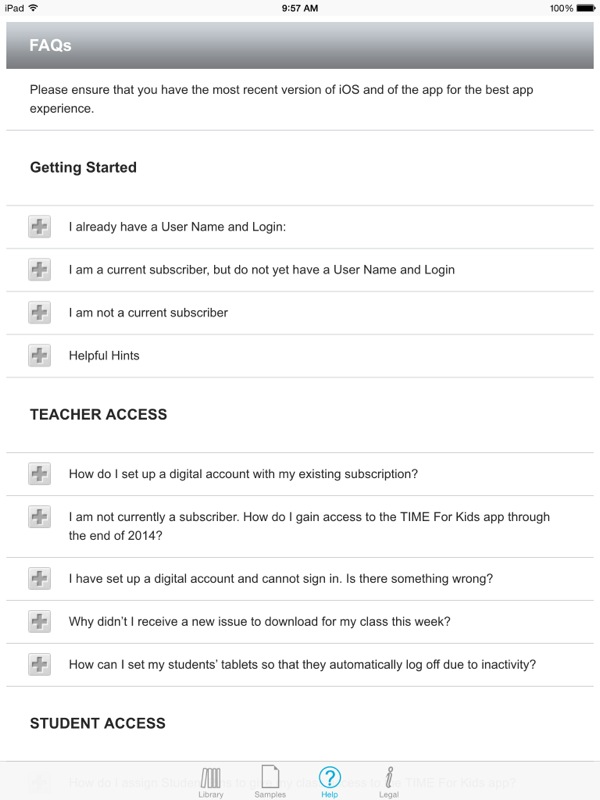 iPad 9:57 AM 100%
FAQs
Please ensure that you have the most recent version of iOS and of the app for the best app
experience.
Getting Started
I already have a User Name and Login:
I am a current subscriber, but do not yet have a User Name and Login
I am not a current subscriber
Helpful Hints
TEACHER ACCESS
How do I set up a digital account with my existing subscription?
I am not currently a subscriber. How do I gain access to the TIME For Kids app through
the end of 2014?
I have set up a digital account and cannot sign in. Is there something wrong?
Why didn't I receive a new issue to download for my class this week?
How can I set my students' tablets so that they automatically log off due to inactivity?
STUDENT ACCESS
How do I assign Student to my access to the TIME For Kids app?
Library Samples Help Legal